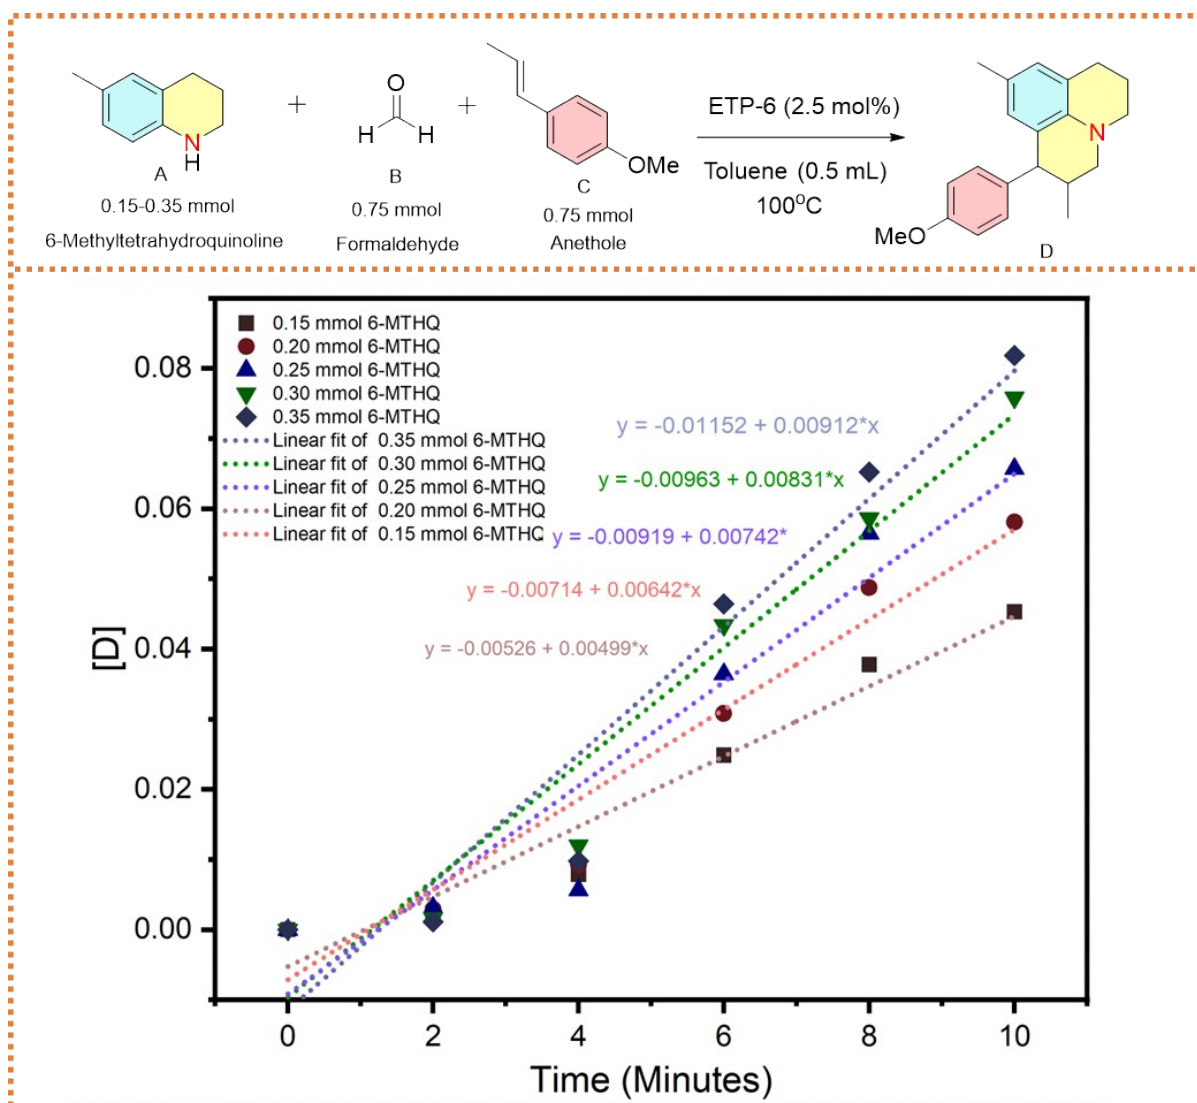 N
H
A
0.15-0.35 mmol
6-Methyltetrahydroquinoline
+
O
H H
B
0.75 mmol
Formaldehyde
+
OMe
C
0.75 mmol
Anethole
ETP-6 (2.5 mol%)
Toluene (0.5 mL)
100°C
N
MeO
D
0.15 mmol 6-MTHQ
0.20 mmol 6-MTHQ
0.25 mmol 6-MTHQ
0.30 mmol 6-MTHQ
0.35 mmol 6-MTHQ
Linear fit of 0.35 mmol 6-MTHQ
Linear fit of 0.30 mmol 6-MTHQ
Linear fit of 0.25 mmol 6-MTHQ
Linear fit of 0.20 mmol 6-MTHQ
Linear fit of 0.15 mmol 6-MTHQ
y = -0.01152 + 0.00912*x
y = -0.00963 + 0.00831*x
y = -0.00919 + 0.00742*
y = -0.00714 + 0.00642*x
y = -0.00526 + 0.00499*x
[D]
0.08
0.06
0.04
0.02
0.00
0 2 4 6 8 10
Time (Minutes)